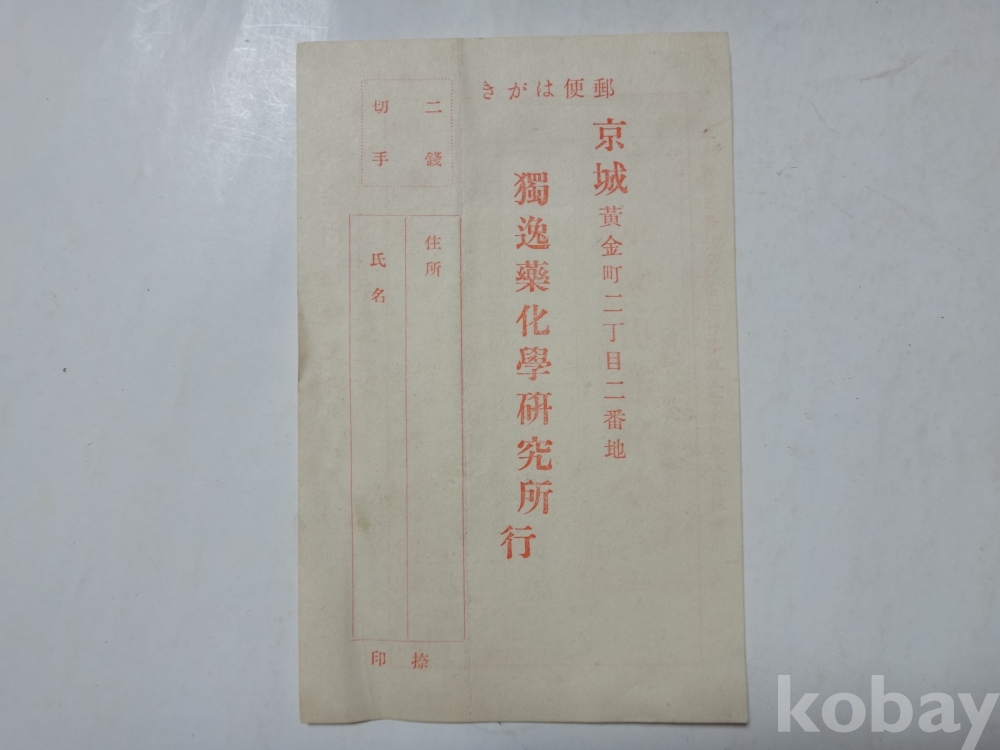 郵便はがき
京城黃金町二丁目二番地
獨逸藥化學硏究所行
二錢
切手
住所
氏名
捺印
kobay